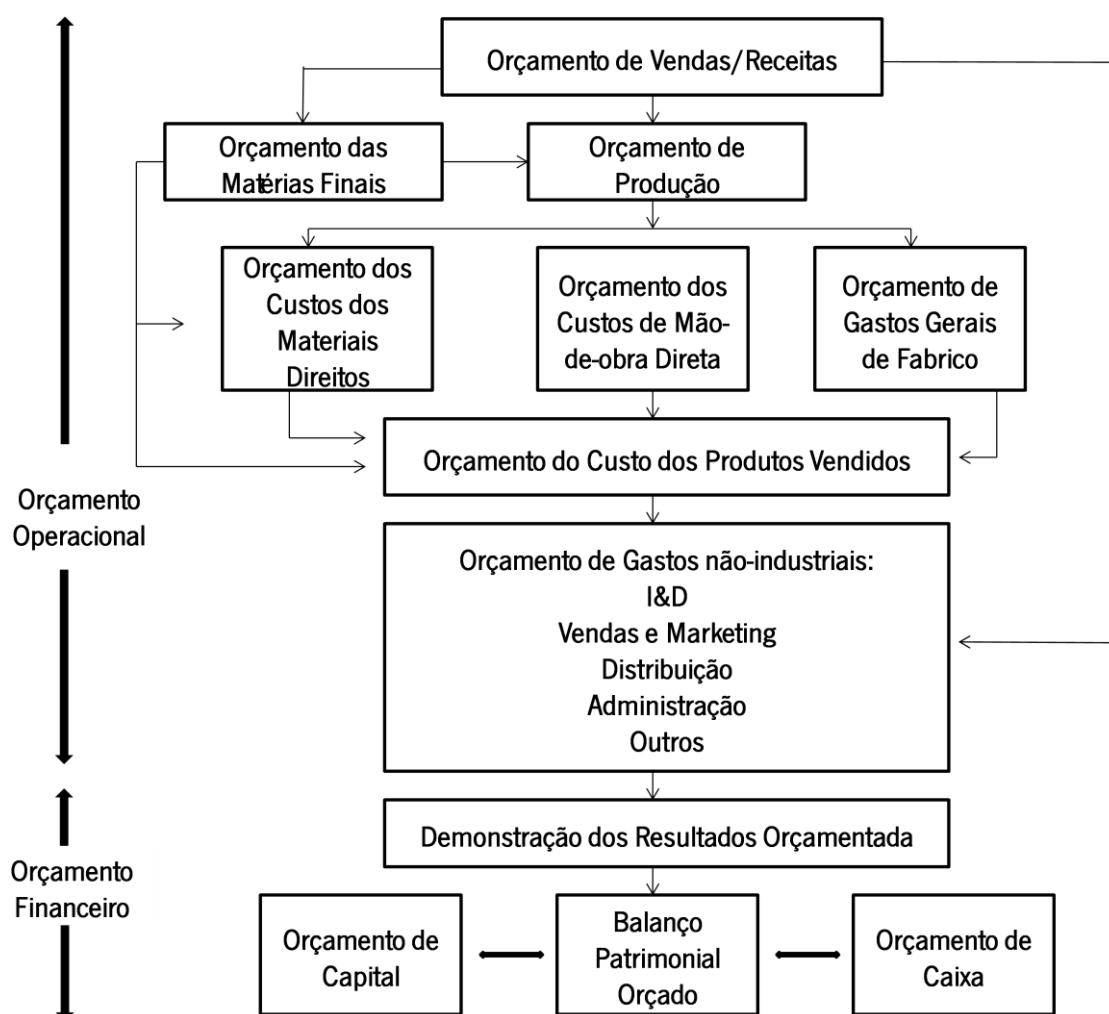 Orçamento de Vendas/Receitas
Orçamento das
Matérias Finais
Orçamento de
Produção
Orçamento dos
Custos dos
Materiais
Direitos
Orçamento dos
Custos de Mão-
de-obra Direta
Orçamento de
Gastos Gerais
de Fabrico
Orçamento do Custo dos Produtos Vendidos
Orçamento
Operacional
Orçamento de Gastos não-industriais:
I&D
Vendas e Marketing
Distribuição
Administração
Outros
Demonstração dos Resultados Orçamentada
Orçamento
Financeiro
Orçamento de
Capital
Balanço
Patrimonial
Orçado
Orçamento de
Caixa